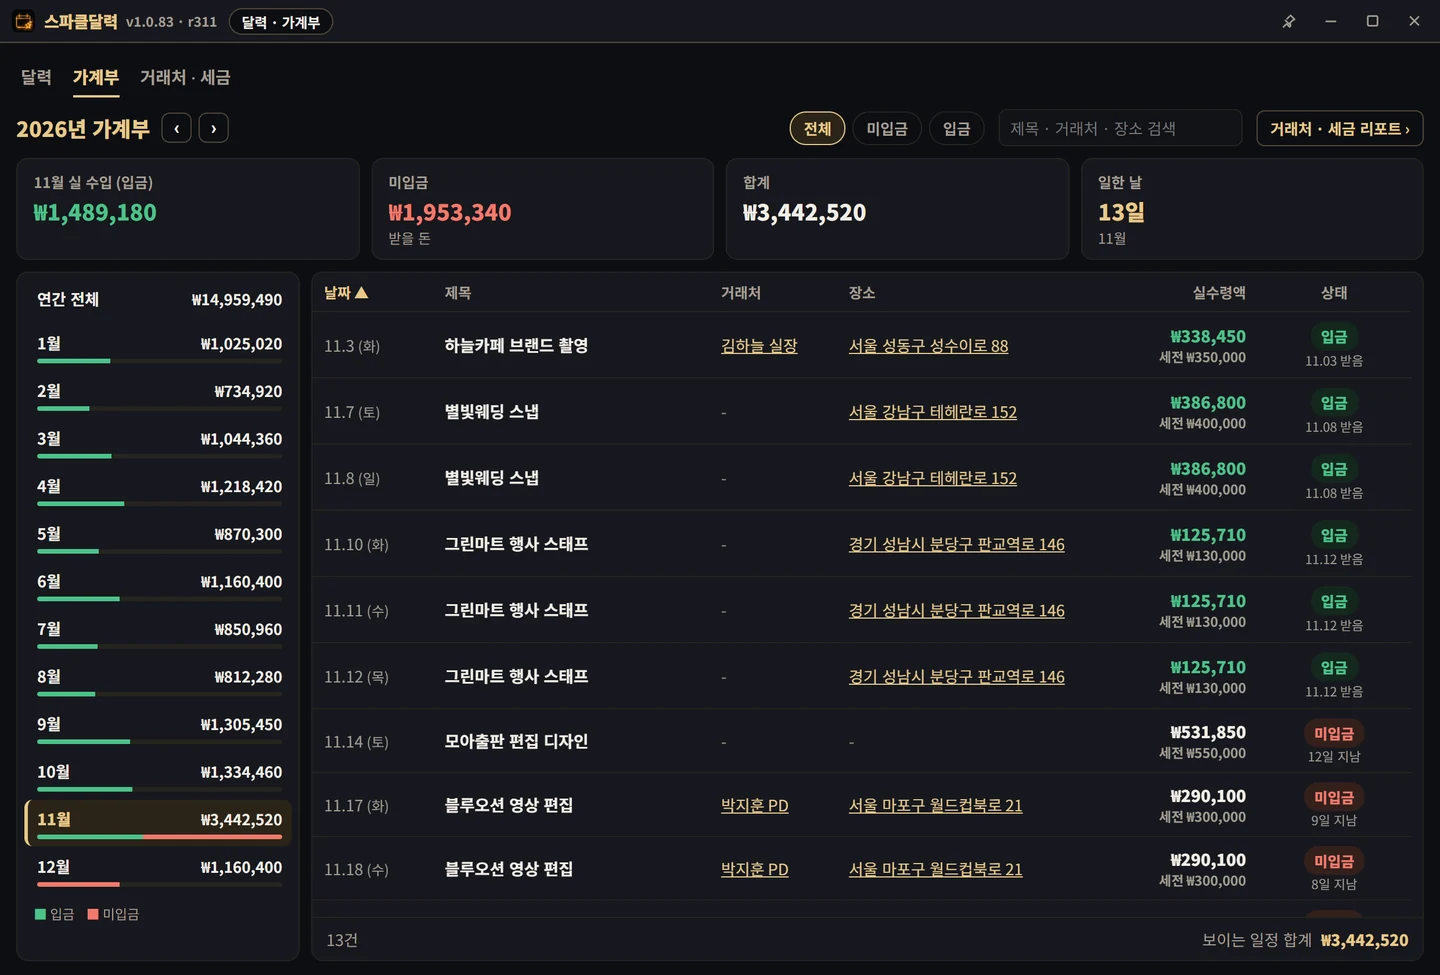 스파클달력 v1.0.83 · r311 달력 · 가계부
달력 가계부 거래처 · 세금
2026년 가계부 ‹ › 전체 미입금 입금 제목 · 거래처 · 장소 검색 거래처 · 세금 리포트 ›
11월 실 수입 (입금)
₩1,489,180
미입금
₩1,953,340
받을 돈
합계
₩3,442,520
일한 날
13일
11월
연간 전체 ₩14,959,490
1월 ₩1,025,020
2월 ₩734,920
3월 ₩1,044,360
4월 ₩1,218,420
5월 ₩870,300
6월 ₩1,160,400
7월 ₩850,960
8월 ₩812,280
9월 ₩1,305,450
10월 ₩1,334,460
11월 ₩3,442,520
12월 ₩1,160,400
입금 미입금
날짜 ▲ 제목 거래처 장소 실수령액 상태
11.3 (화) 하늘카페 브랜드 촬영 김하늘 실장 서울 성동구 성수이로 88 ₩338,450 입금
세전 ₩350,000 11.03 받음
11.7 (토) 별빛웨딩 스냅 - 서울 강남구 테헤란로 152 ₩386,800 입금
세전 ₩400,000 11.08 받음
11.8 (일) 별빛웨딩 스냅 - 서울 강남구 테헤란로 152 ₩386,800 입금
세전 ₩400,000 11.08 받음
11.10 (화) 그린마트 행사 스태프 - 경기 성남시 분당구 판교역로 146 ₩125,710 입금
세전 ₩130,000 11.12 받음
11.11 (수) 그린마트 행사 스태프 - 경기 성남시 분당구 판교역로 146 ₩125,710 입금
세전 ₩130,000 11.12 받음
11.12 (목) 그린마트 행사 스태프 - 경기 성남시 분당구 판교역로 146 ₩125,710 입금
세전 ₩130,000 11.12 받음
11.14 (토) 모아출판 편집 디자인 - - ₩531,850 미입금
세전 ₩550,000 12일 지남
11.17 (화) 블루오션 영상 편집 박지훈 PD 서울 마포구 월드컵북로 21 ₩290,100 미입금
세전 ₩300,000 9일 지남
11.18 (수) 블루오션 영상 편집 박지훈 PD 서울 마포구 월드컵북로 21 ₩290,100 미입금
세전 ₩300,000 8일 지남
13건 보이는 일정 합계 ₩3,442,520